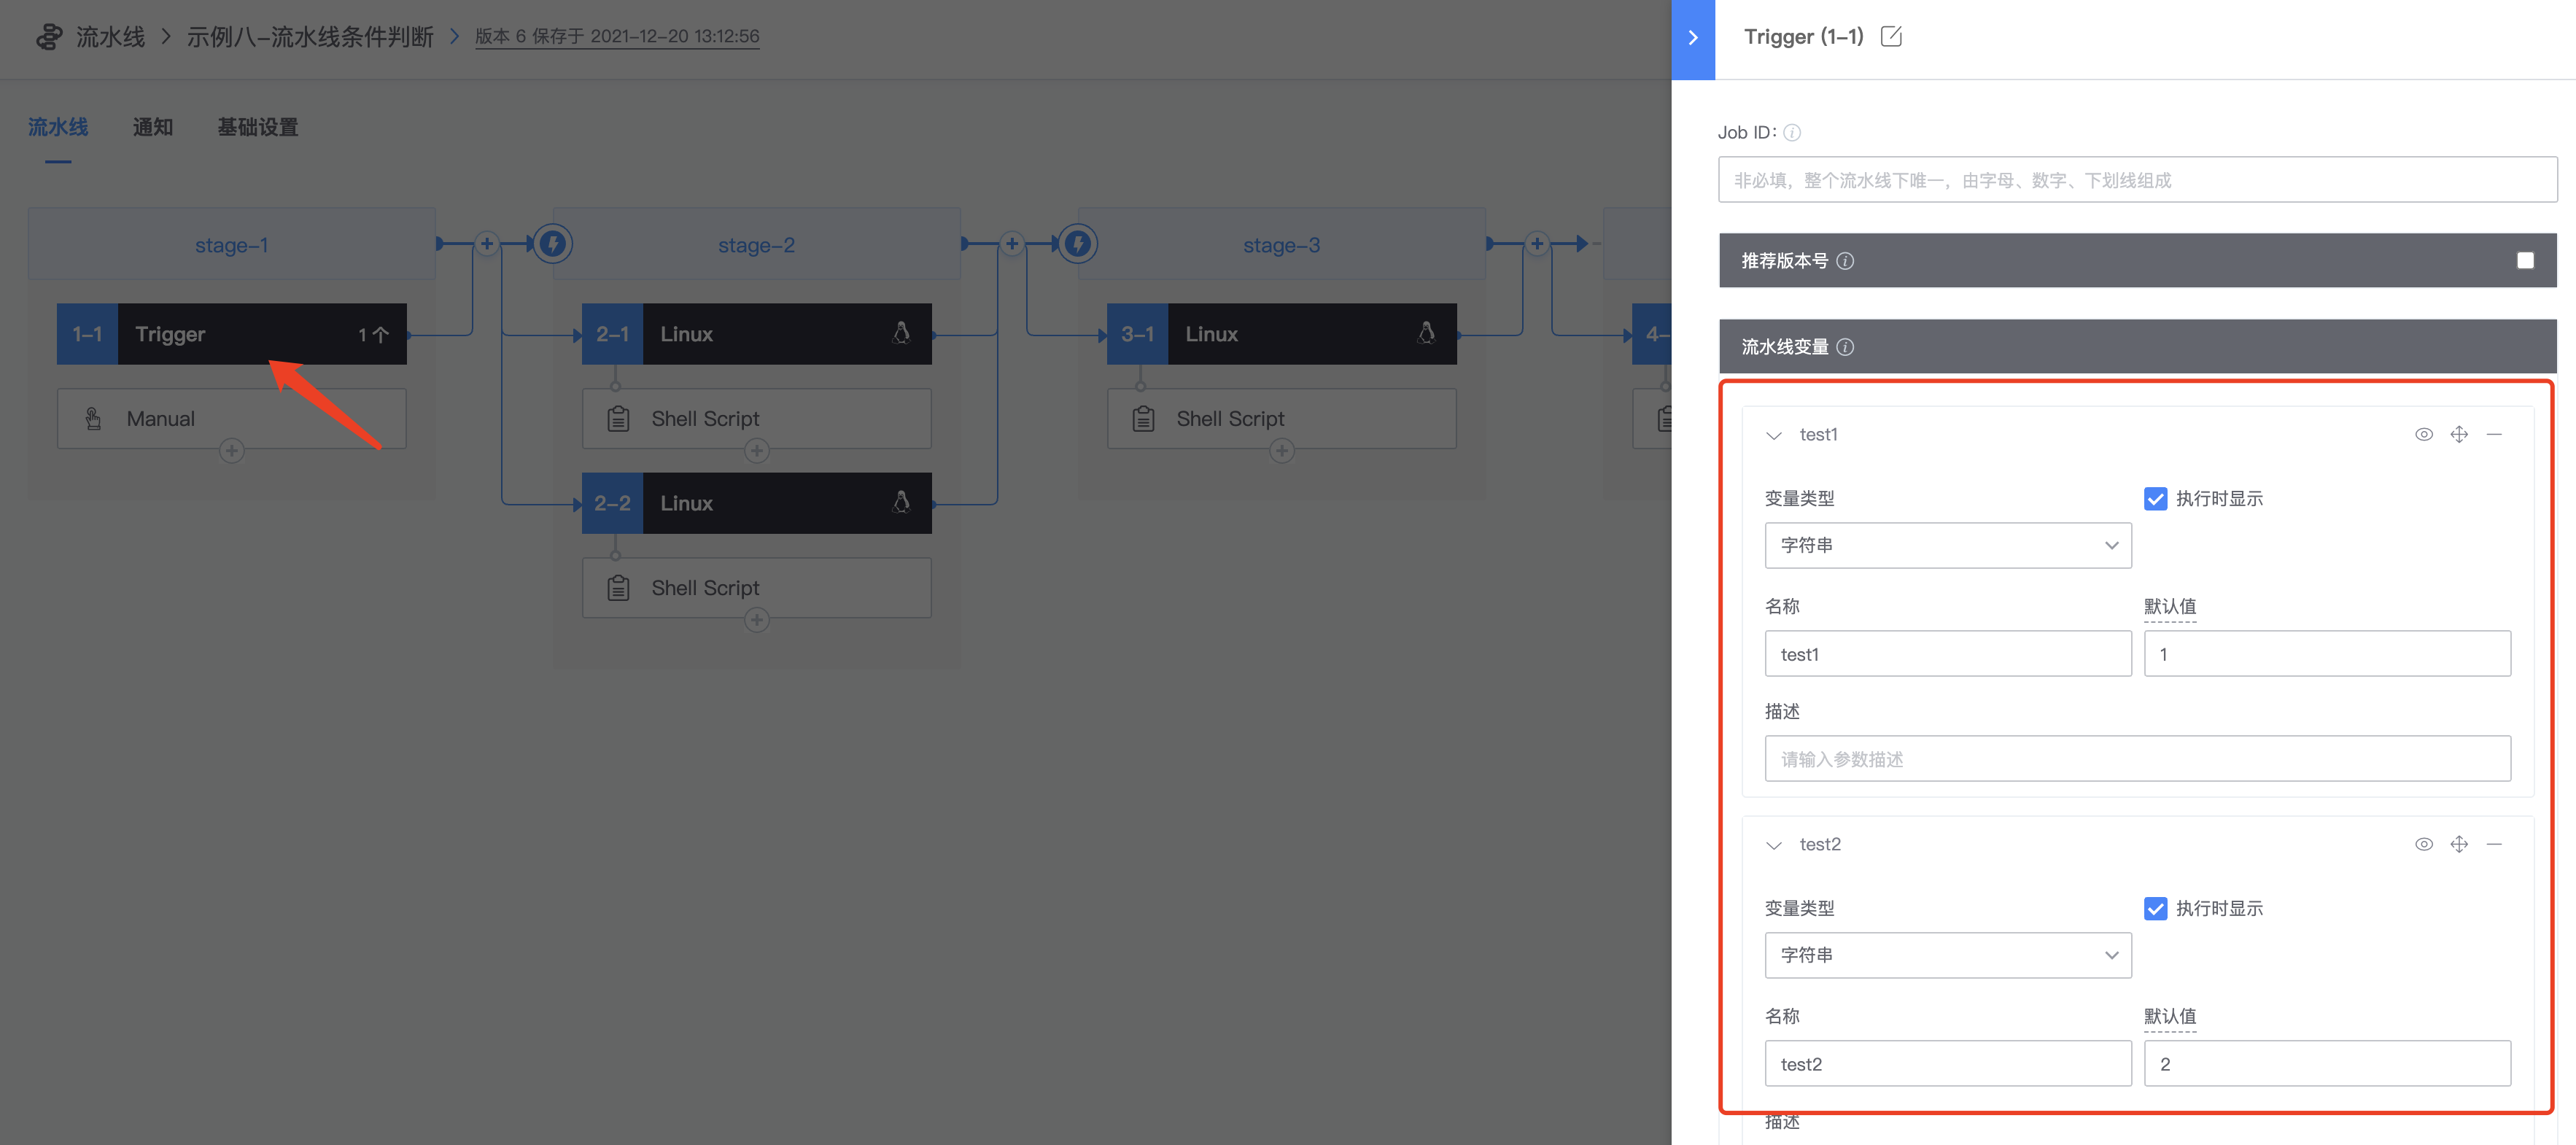 流水线 > 示例八-流水线条件判断 > 版本 6 保存于 2021-12-20 13:12:56
流水线 通知 基础设置
stage-1
1-1 Trigger 1个
Manual
stage-2
2-1 Linux
Shell Script
2-2 Linux
Shell Script
stage-3
3-1 Linux
Shell Script
4-
Trigger (1-1)
Job ID:
非必填，整个流水线下唯一，由字母、数字、下划线组成
推荐版本号
流水线变量
test1
变量类型 执行时显示
字符串
名称 默认值
test1 1
描述
请输入参数描述
test2
变量类型 执行时显示
字符串
名称 默认值
test2 2
描述